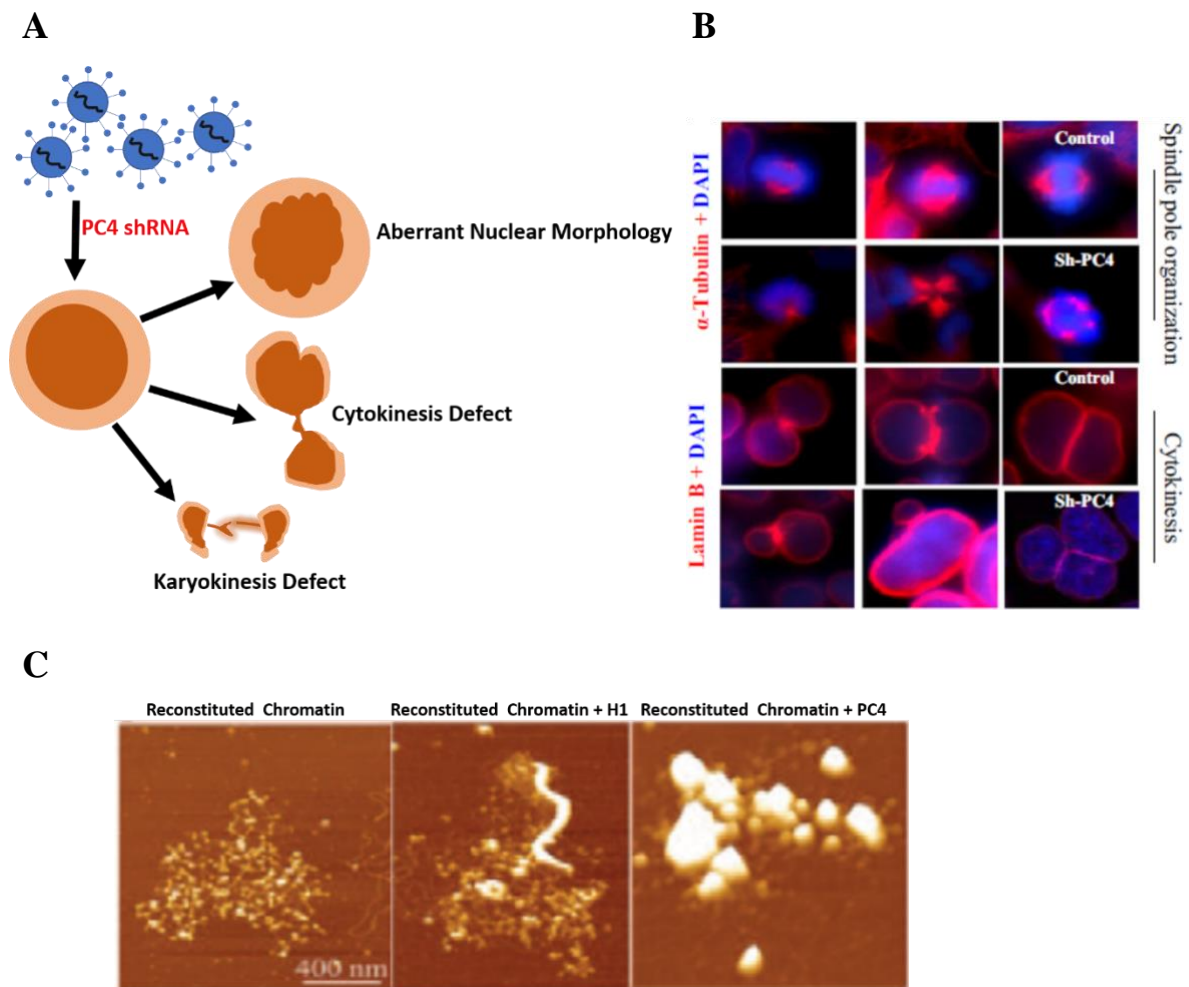 A
B
PC4 shRNA
Aberrant Nuclear Morphology
Cytokinesis Defect
Karyokinesis Defect
Control
Sh-PC4
Control
Sh-PC4
α-Tubulin + DAPI
Lamin B + DAPI
Spindle pole organization
Cytokinesis
C
Reconstituted Chromatin
Reconstituted Chromatin + H1
Reconstituted Chromatin + PC4
400 nm